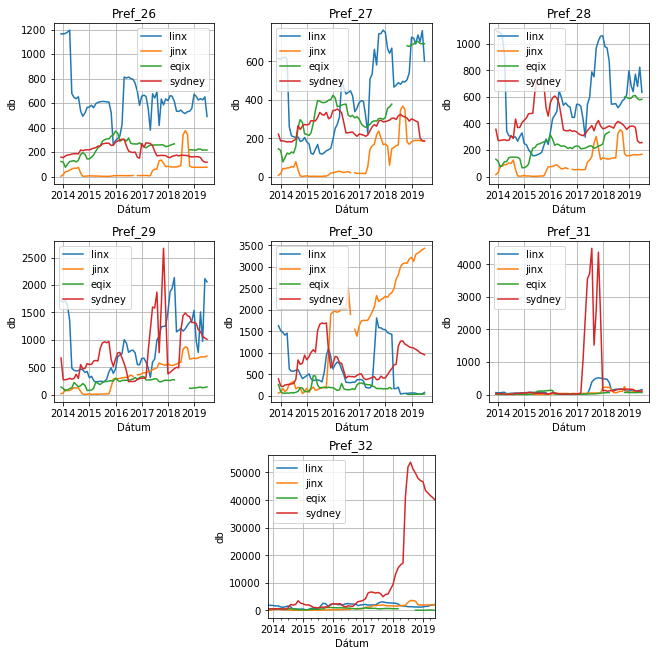 Pref_26
1200
1000
800
600
400
200
0
db
linx
jinx
eqix
sydney
2014 2015 2016 2017 2018 2019
Dátum
Pref_27
600
400
200
0
db
linx
jinx
eqix
sydney
2014 2015 2016 2017 2018 2019
Dátum
Pref_28
1000
800
600
400
200
0
db
linx
jinx
eqix
sydney
2014 2015 2016 2017 2018 2019
Dátum
Pref_29
2500
2000
1500
1000
500
0
db
linx
jinx
eqix
sydney
2014 2015 2016 2017 2018 2019
Dátum
Pref_30
3500
3000
2500
2000
1500
1000
500
0
db
linx
jinx
eqix
sydney
2014 2015 2016 2017 2018 2019
Dátum
Pref_31
4000
3000
2000
1000
0
db
linx
jinx
eqix
sydney
2014 2015 2016 2017 2018 2019
Dátum
Pref_32
50000
40000
30000
20000
10000
0
db
linx
jinx
eqix
sydney
2014 2015 2016 2017 2018 2019
Dátum